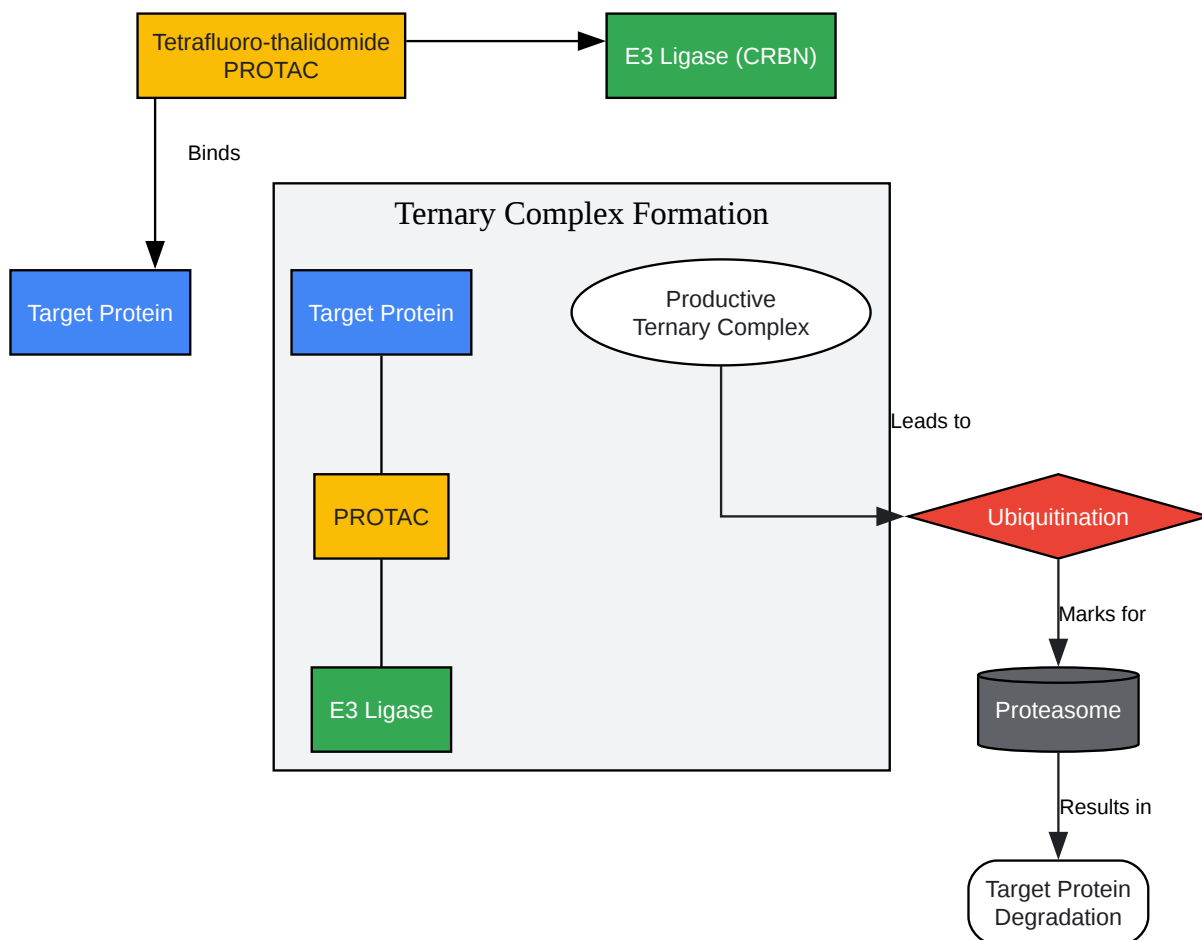 Tetrafluoro-thalidomide
PROTAC
E3 Ligase (CRBN)
Binds
Ternary Complex Formation
Target Protein
Target Protein
Productive
Ternary Complex
Leads to
PROTAC
Ubiquitination
Marks for
E3 Ligase
Proteasome
Results in
Target Protein
Degradation